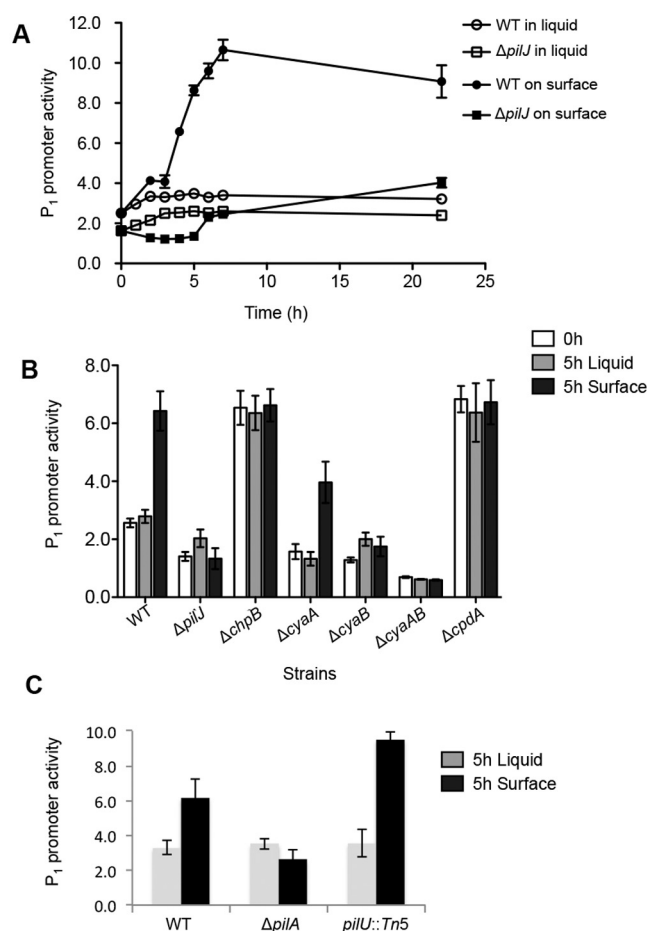 A
12.0
10.0
8.0
6.0
4.0
2.0
0.0
P1 promoter activity
0 5 10 15 20 25
Time (h)
WT in liquid
ΔpilJ in liquid
WT on surface
ΔpilJ on surface
B
8.0
6.0
4.0
2.0
0.0
P1 promoter activity
WT ΔpilJ ΔchpB ΔcyaA ΔcyaB ΔcyaAB ΔcpdA
Strains
0h
5h Liquid
5h Surface
C
10.0
8.0
6.0
4.0
2.0
P1 promoter activity
WT ΔpilA pilU::Tn5
5h Liquid
5h Surface